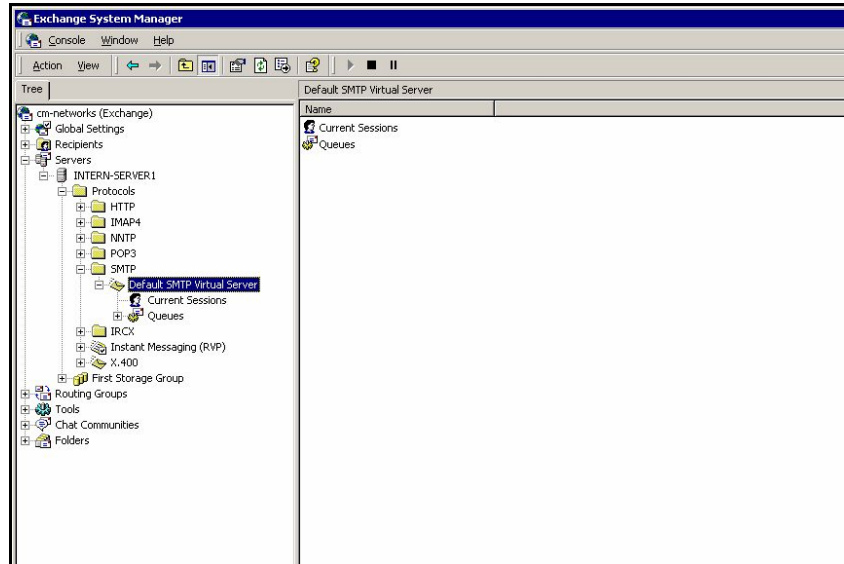 Exchange System Manager
Console Window Help
Action View
Tree
Default SMTP Virtual Server
cm-networks (Exchange)
Global Settings
Recipients
Servers
INTERN-SERVER1
Protocols
HTTP
IMAP4
NNTP
POP3
SMTP
Default SMTP Virtual Server
Current Sessions
Queues
IRCX
Instant Messaging (RVP)
X.400
First Storage Group
Routing Groups
Tools
Chat Communities
Folders
Name
Current Sessions
Queues